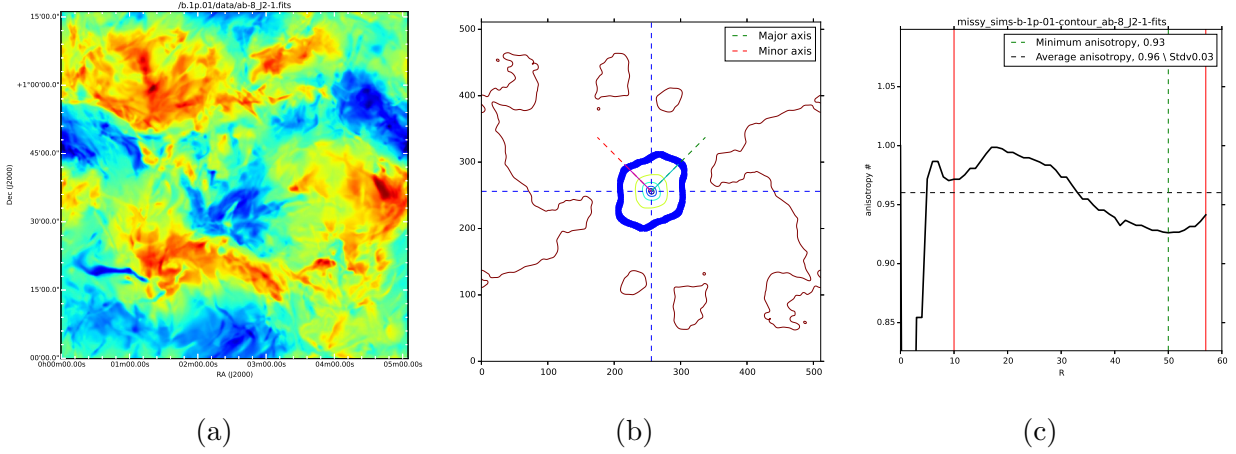 /b.1p.01/data/ab-8_J2-1.fits
15'00.0"
+1°00'00.0"
45'00.0"
30'00.0"
15'00.0"
00'00.0"
Dec (J2000)
0h00m00.00s 01m00.00s 02m00.00s 03m00.00s 04m00.00s 05m00.00s
RA (J2000)
(a)
Major axis
Minor axis
500
400
300
200
100
0
0 100 200 300 400 500
(b)
missy_sims-b-1p-01-contour_ab-8_J2-1-fits
Minimum anisotropy, 0.93
Average anisotropy, 0.96 \ Stdv0.03
1.05
1.00
0.95
0.90
0.85
anisotropy #
0 10 20 30 40 50 60
R
(c)